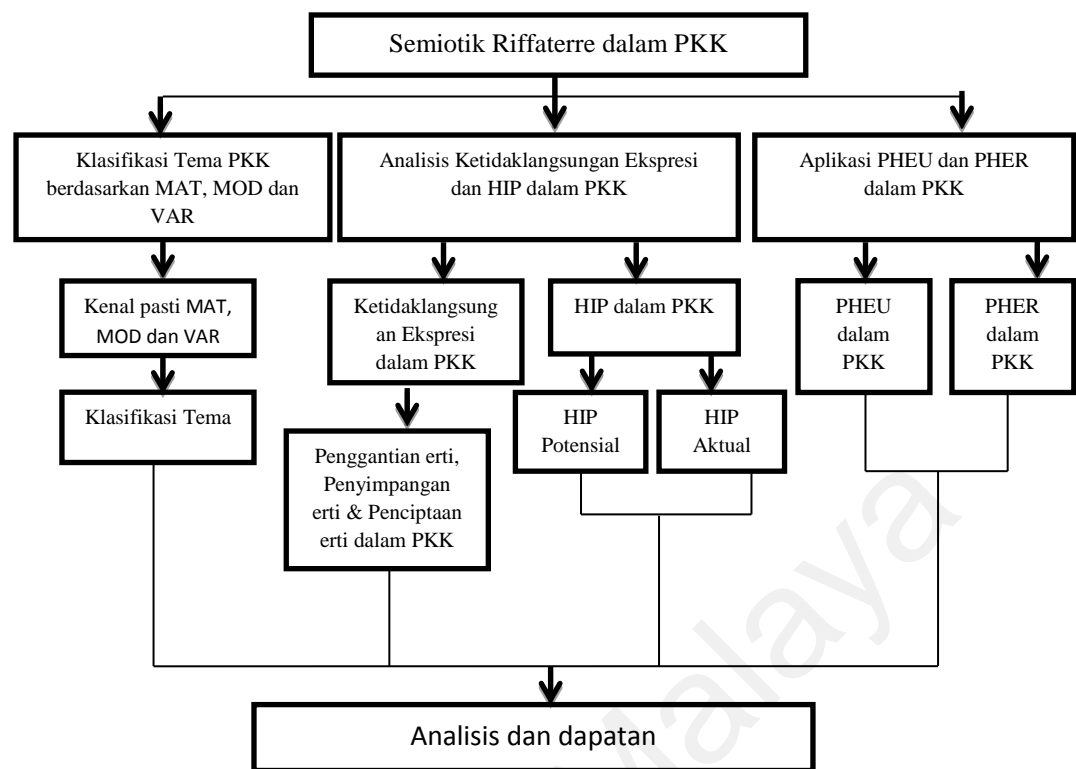 Semiotik Riffaterre dalam PKK
Klasifikasi Tema PKK
berdasarkan MAT, MOD dan
VAR
Analisis Ketidaklangsungan Ekspresi
dan HIP dalam PKK
Aplikasi PHEU dan PHER
dalam PKK
Kenal pasti MAT,
MOD dan VAR
Ketidaklangsung
an Ekspresi
dalam PKK
HIP dalam PKK
PHEU
dalam
PKK
PHER
dalam
PKK
Klasifikasi Tema
HIP
Potensial
HIP
Aktual
Penggantian erti,
Penyimpangan
erti & Penciptaan
erti dalam PKK
Analisis dan dapatan
Malaya